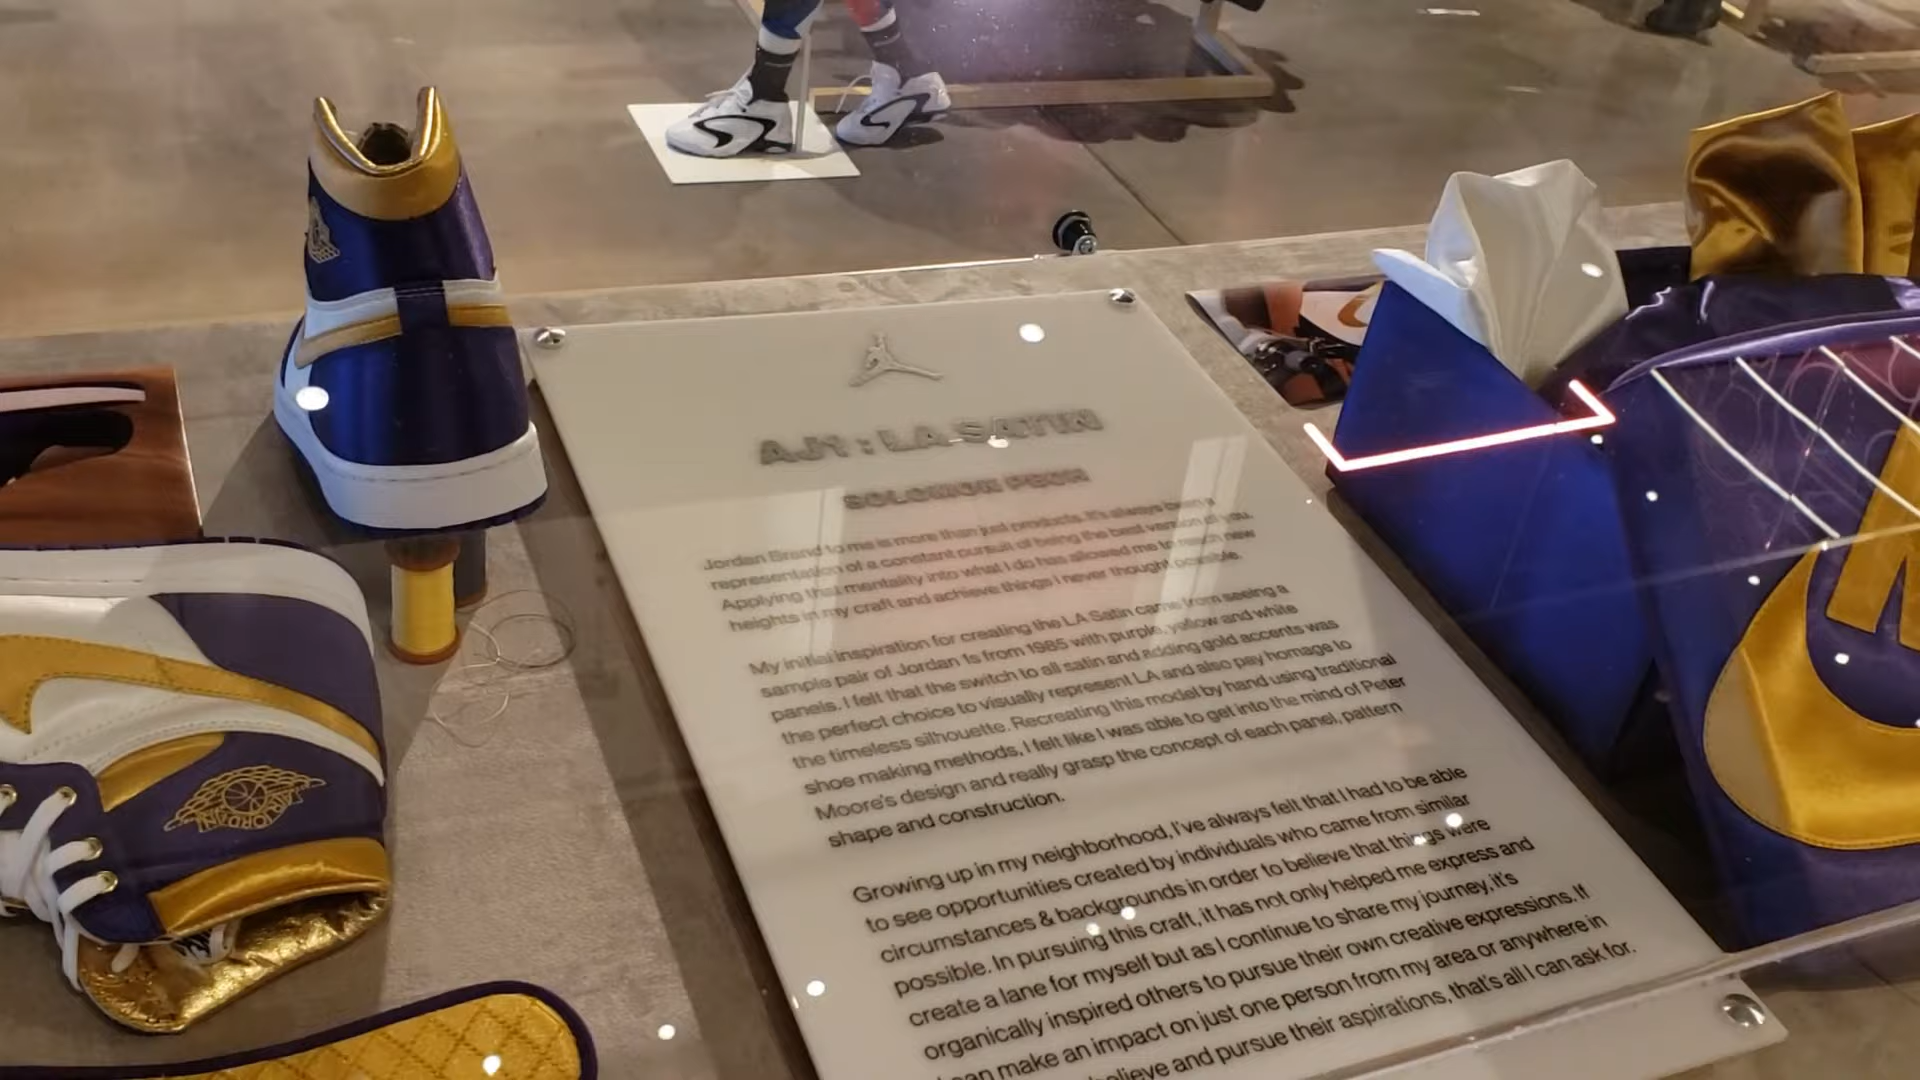 AJ1 : LA SATIN
SOLOMON PECH
Jordan Brand to me is more than just products. It's always been a
representation of a constant pursuit of being the best version of you.
Applying that mentality into what I do has allowed me to reach new
heights in my craft and achieve things I never thought possible.
My initial inspiration for creating the LA Satin came from seeing a
sample pair of Jordan 1s from 1985 with purple, yellow and white
panels. I felt that the switch to all satin and adding gold accents was
the perfect choice to visually represent LA and also pay homage to
the timeless silhouette. Recreating this model by hand using traditional
shoe making methods, I felt like I was able to get into the mind of Peter
Moore's design and really grasp the concept of each panel, pattern
shape and construction.
Growing up in my neighborhood, I've always felt that I had to be able
to see opportunities created by individuals who came from similar
circumstances & backgrounds in order to believe that things were
possible. In pursuing this craft, it has not only helped me express and
create a lane for myself but as I continue to share my journey, it's
organically inspired others to pursue their own creative expressions. If
I can make an impact on just one person from my area or anywhere in
believe and pursue their aspirations, that's all I can ask for.
AIR JORDAN